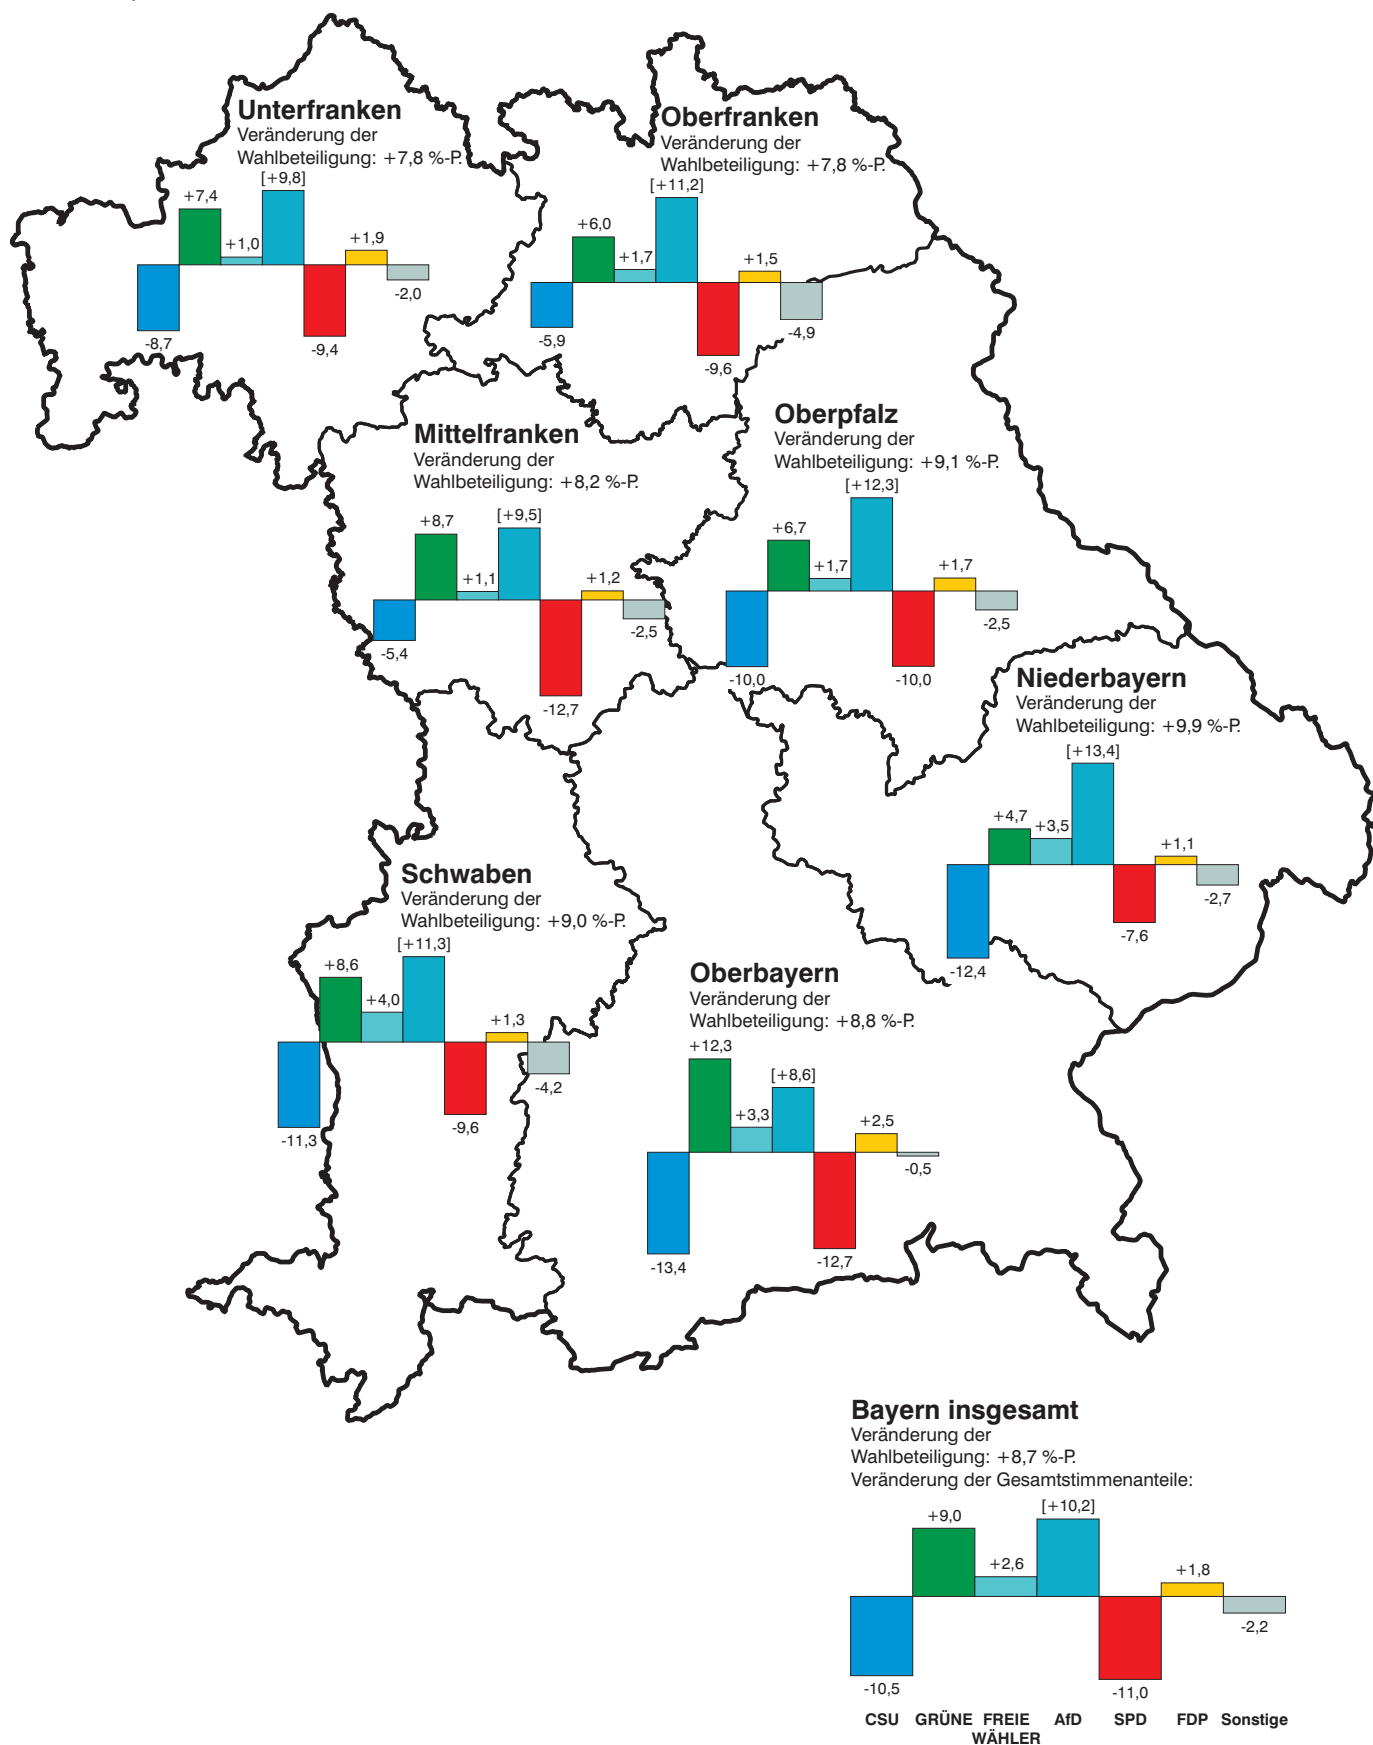 Unterfranken
Veränderung der
Wahlbeteiligung: +7,8 %-P.
[+9,8]
+7,4
+1,0
+1,9
-2,0
-8,7
-9,4
Oberfranken
Veränderung der
Wahlbeteiligung: +7,8 %-P.
[+11,2]
+6,0
+1,7
+1,5
-4,9
-5,9
-9,6
Mittelfranken
Veränderung der
Wahlbeteiligung: +8,2 %-P.
+8,7
[+9,5]
+1,1
+1,2
-2,5
-5,4
-12,7
Oberpfalz
Veränderung der
Wahlbeteiligung: +9,1 %-P.
[+12,3]
+6,7
+1,7
+1,7
-2,5
-10,0
-10,0
Niederbayern
Veränderung der
Wahlbeteiligung: +9,9 %-P.
[+13,4]
+4,7
+3,5
+1,1
-2,7
-7,6
-12,4
Schwaben
Veränderung der
Wahlbeteiligung: +9,0 %-P.
[+11,3]
+8,6
+4,0
+1,3
-4,2
-11,3
-9,6
Oberbayern
Veränderung der
Wahlbeteiligung: +8,8 %-P.
+12,3
[+8,6]
+3,3
+2,5
-0,5
-13,4
-12,7
Bayern insgesamt
Veränderung der
Wahlbeteiligung: +8,7 %-P.
Veränderung der Gesamtstimmenanteile:
+9,0
[+10,2]
+2,6
+1,8
-2,2
-10,5
-11,0
CSU GRÜNE FREIE AfD SPD FDP Sonstige
WÄHLER